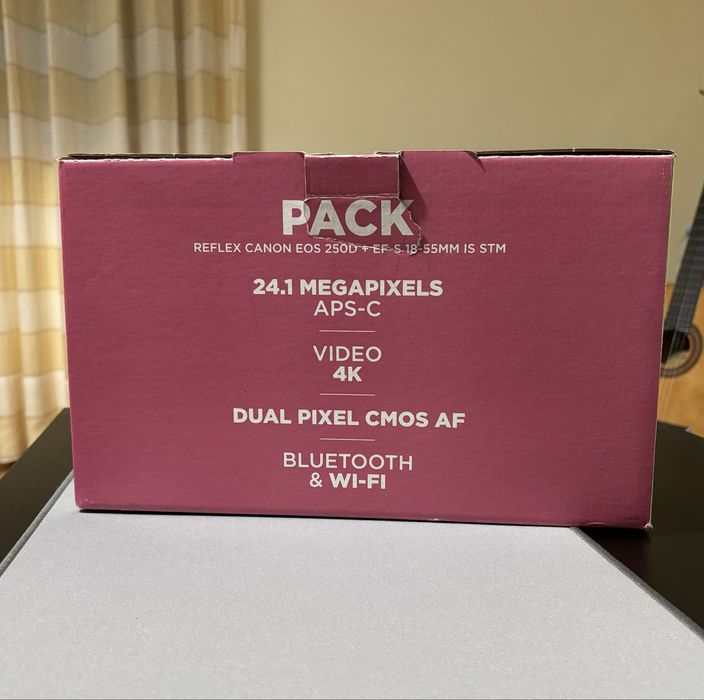 PACK
REFLEX CANON EOS 250D + EF-S 18-55MM IS STM
24.1 MEGAPIXELS
APS-C
VIDEO
4K
DUAL PIXEL CMOS AF
BLUETOOTH
& WI-FI